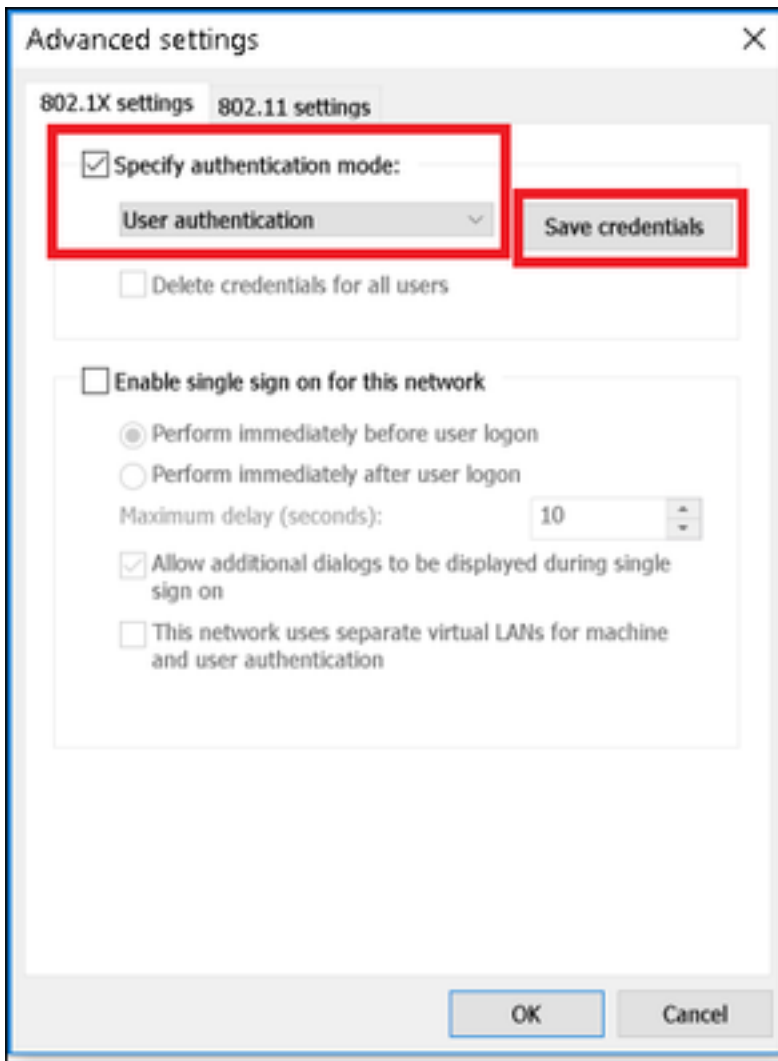 Advanced settings
802.1X settings
802.11 settings
Specify authentication mode:
User authentication
Save credentials
Delete credentials for all users
Enable single sign on for this network
Perform immediately before user logon
Perform immediately after user logon
Maximum delay (seconds):
10
Allow additional dialogs to be displayed during single
sign on
This network uses separate virtual LANs for machine
and user authentication
OK
Cancel